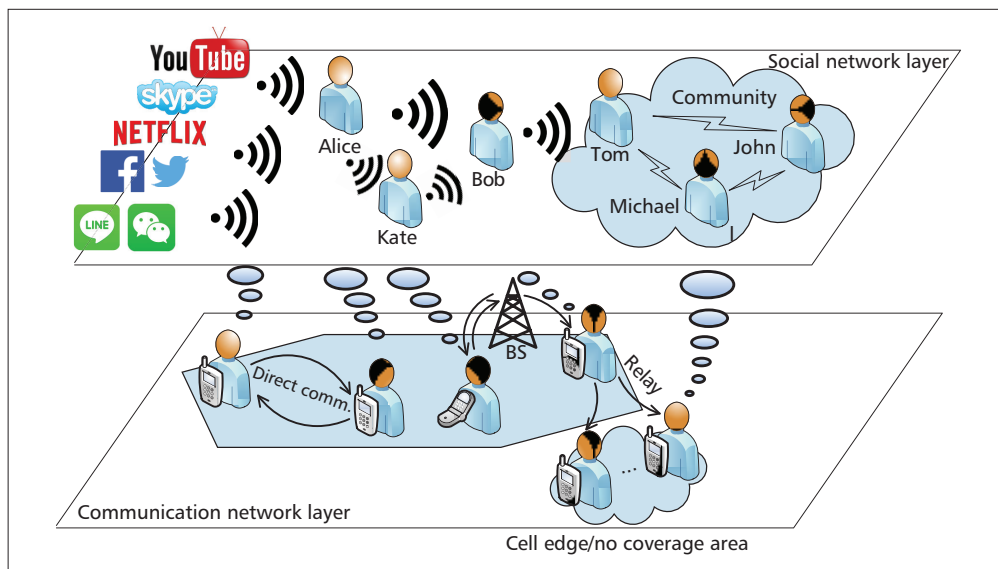 YouTube
Social network layer
skype
Community
NETFLIX
Alice
Tom
John
Bob
LINE
Michael
Kate
BS
Direct comm.
Relay
...
Communication network layer
Cell edge/no coverage area